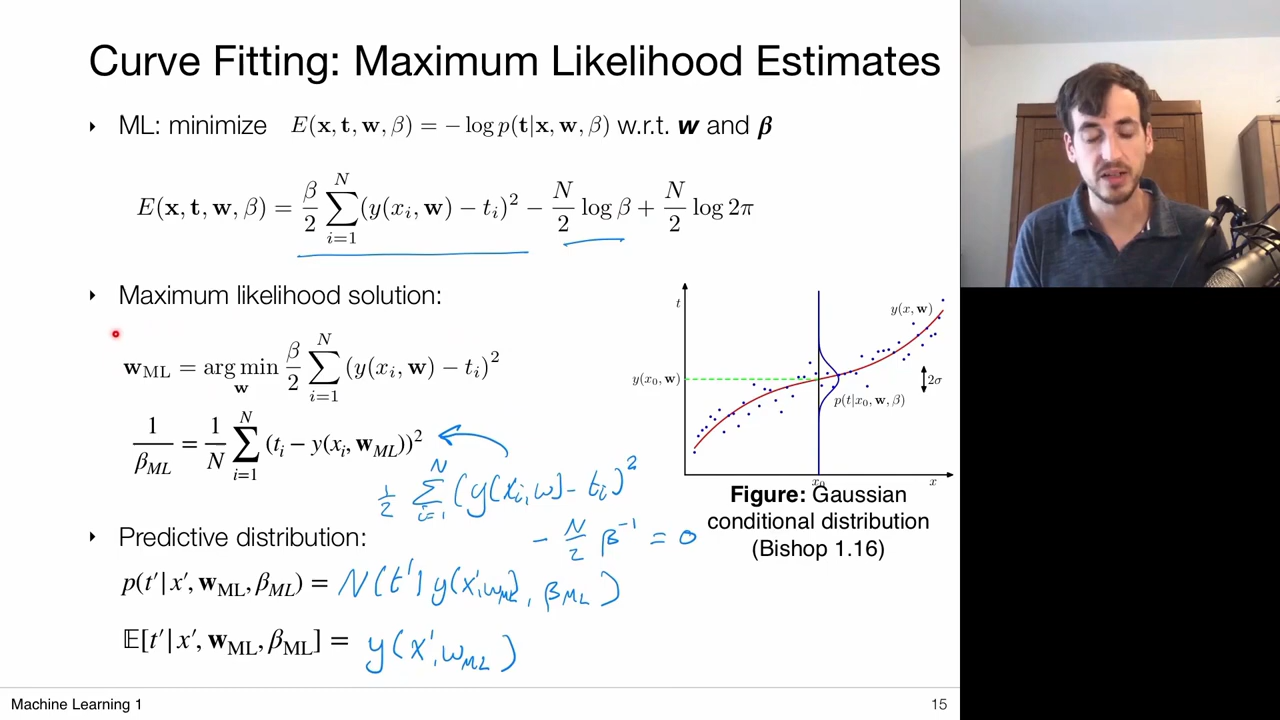 Curve Fitting: Maximum Likelihood Estimates
‣ ML: minimize E(x, t, w, β) = − log p(t|x, w, β) w.r.t. w and β
E(x, t, w, β) = β/2 ∑_{i=1}^{N} (y(x_i, w) − t_i)² − N/2 log β + N/2 log 2π
‣ Maximum likelihood solution:
w_ML = arg min_w β/2 ∑_{i=1}^{N} (y(x_i, w) − t_i)²
1/β_ML = 1/N ∑_{i=1}^{N} (t_i − y(x_i, w_ML))²
1/2 ∑_{i=1}^{N} (y(x_i, w) − t_i)²
− N/2 β⁻¹ = 0
‣ Predictive distribution:
p(t′|x′, w_ML, β_ML) = N(t′| y(x′, w_ML), β_ML)
𝔼[t′|x′, w_ML, β_ML] = y(x′, w_ML)
t
y(x, w)
y(x₀, w)
2σ
p(t|x₀, w, β)
x₀
x
Figure: Gaussian
conditional distribution
(Bishop 1.16)
Machine Learning 1
15